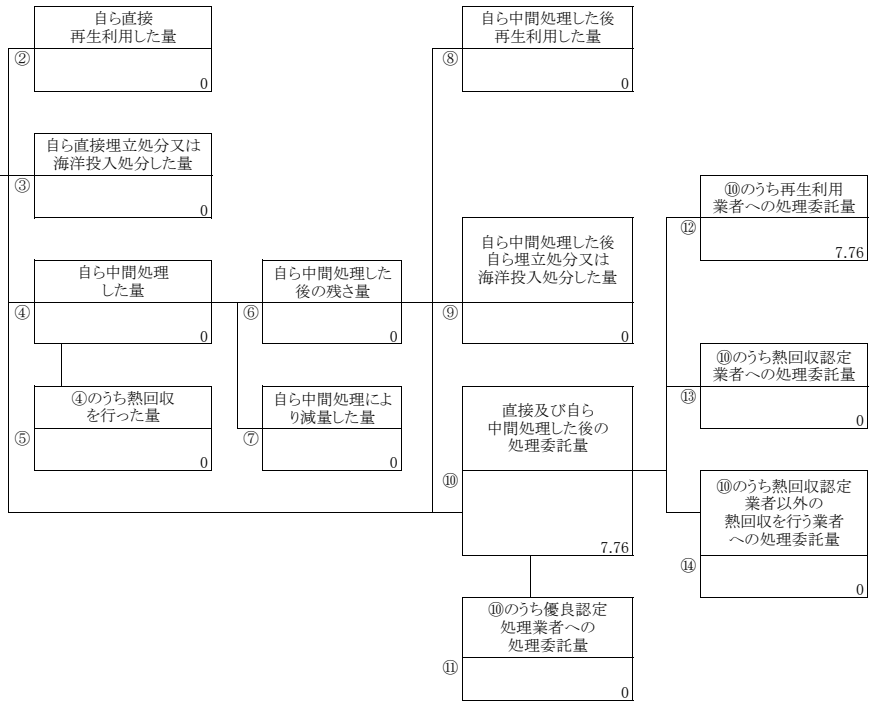 自ら直接
再生利用した量
②
0
自ら直接埋立処分又は
海洋投入処分した量
③
0
自ら中間処理
した量
④
0
④のうち熱回収
を行った量
⑤
0
自ら中間処理した
後の残さ量
⑥
0
自ら中間処理によ
り減量した量
⑦
0
自ら中間処理した後
再生利用した量
⑧
0
自ら中間処理した後
自ら埋立処分又は
海洋投入処分した量
⑨
0
直接及び自ら
中間処理した後の
処理委託量
⑩
7.76
⑩のうち優良認定
処理業者への
処理委託量
⑪
0
⑩のうち再生利用
業者への処理委託量
⑫
7.76
⑩のうち熱回収認定
業者への処理委託量
⑬
0
⑩のうち熱回収認定
業者以外の
熱回収を行う業者
への処理委託量
⑭
0